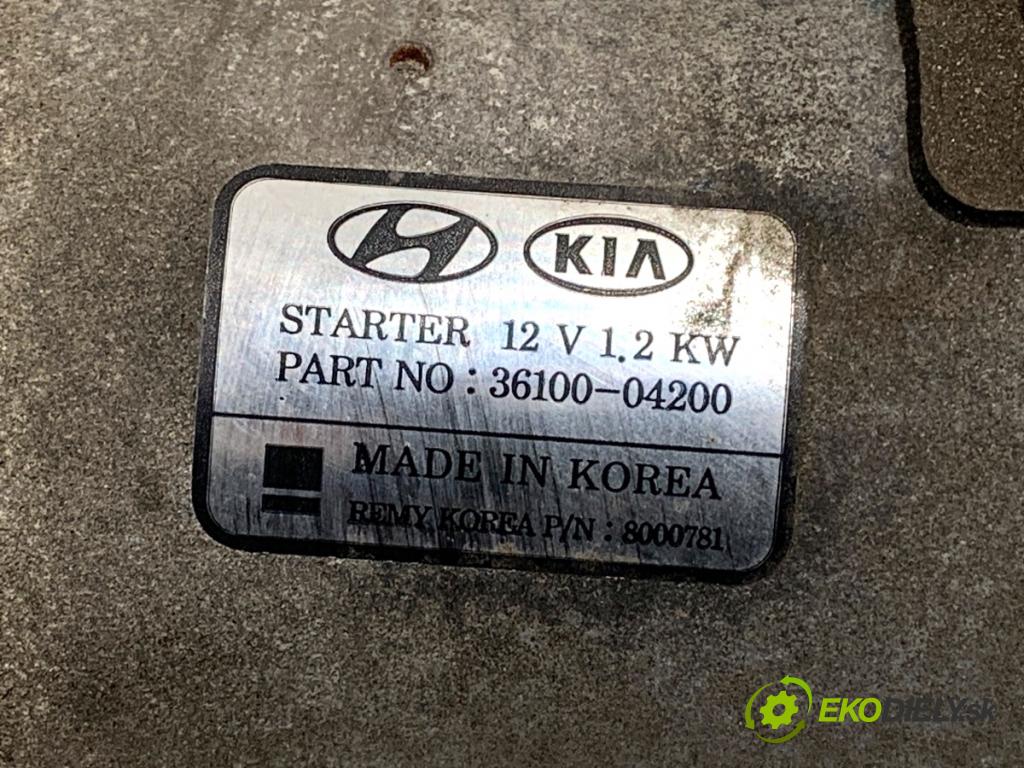 KIA
STARTER 12 V 1.2 KW
PART NO : 36100-04200
MADE IN KOREA
REMY KOREA P/N : 8000781
EKODIELY.sk